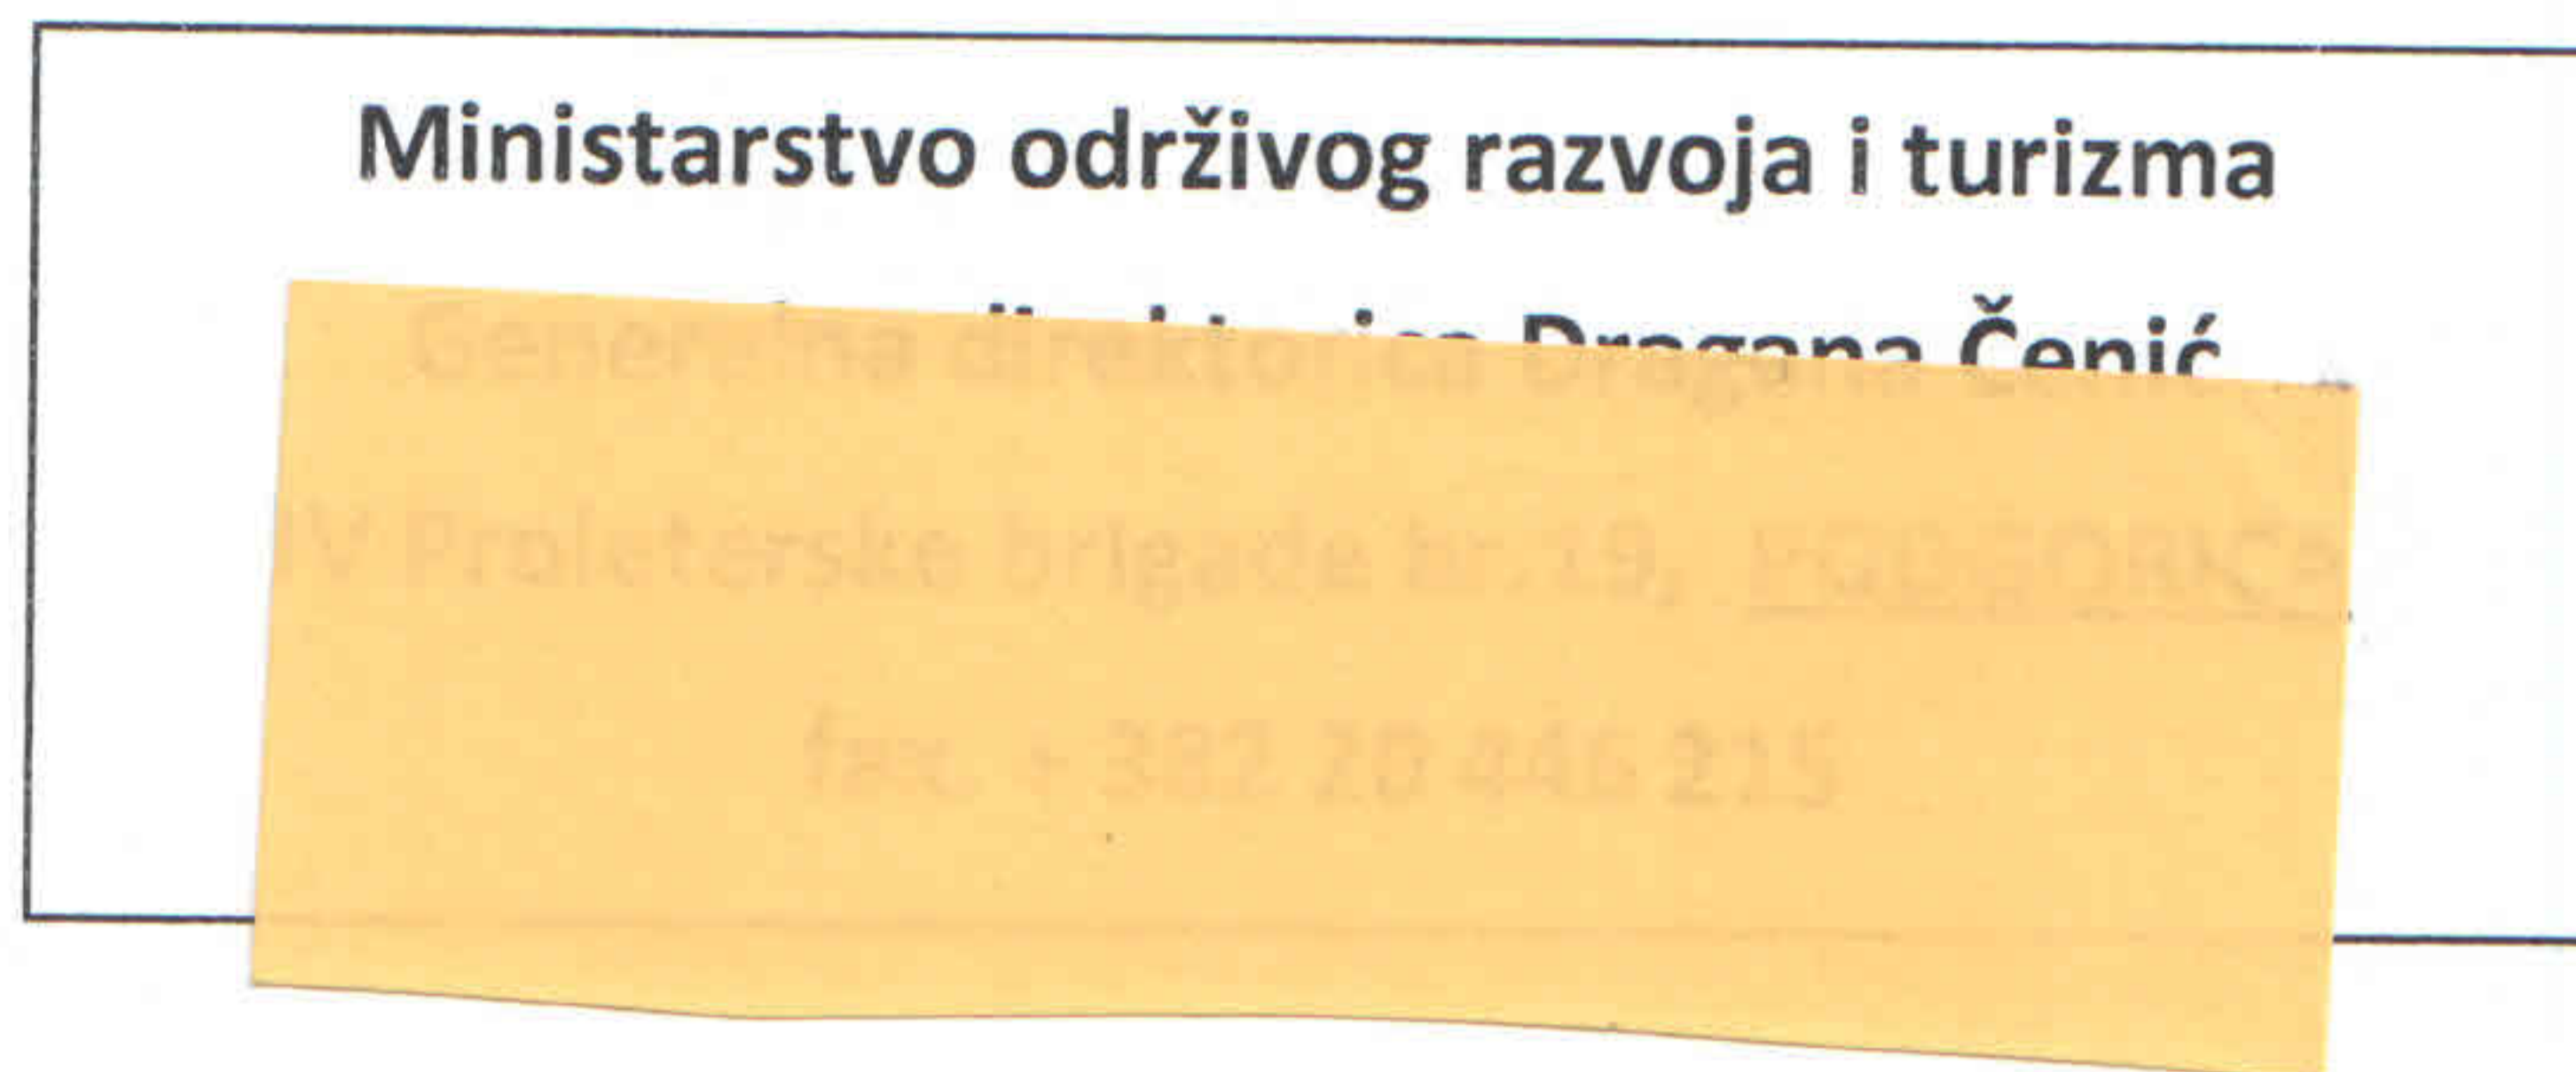 Ministarstvo održivog razvoja i turizma
Generalna direktorica Dragana Čenić
IV Proleterske brigade br.19, PODGORICA
fax. + 382 20 446 215